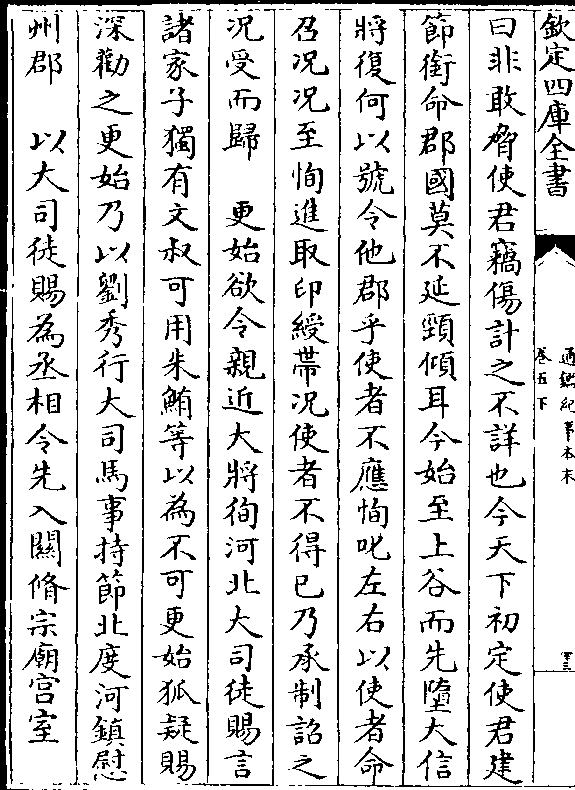 欽定四庫全書
通鑑紀事本末
卷五下
曰非敢脅使君竊傷計之不詳也今天下初定使君建
節銜命郡國莫不延頸傾耳今始至上谷而先墮大信
將復何以號令他郡乎使者不應恂叱左右以使者命
召况况至恂進取印綬帶况使者不得已乃承制詔之
况受而歸　更始欲令親近大將徇河北大司徒賜言
諸家子獨有文叔可用朱鮪等以為不可更始狐疑賜
深勸之更始乃以劉秀行大司馬事持節北度河鎮慰
州郡　以大司徒賜為丞相令先入關脩宗廟宫室